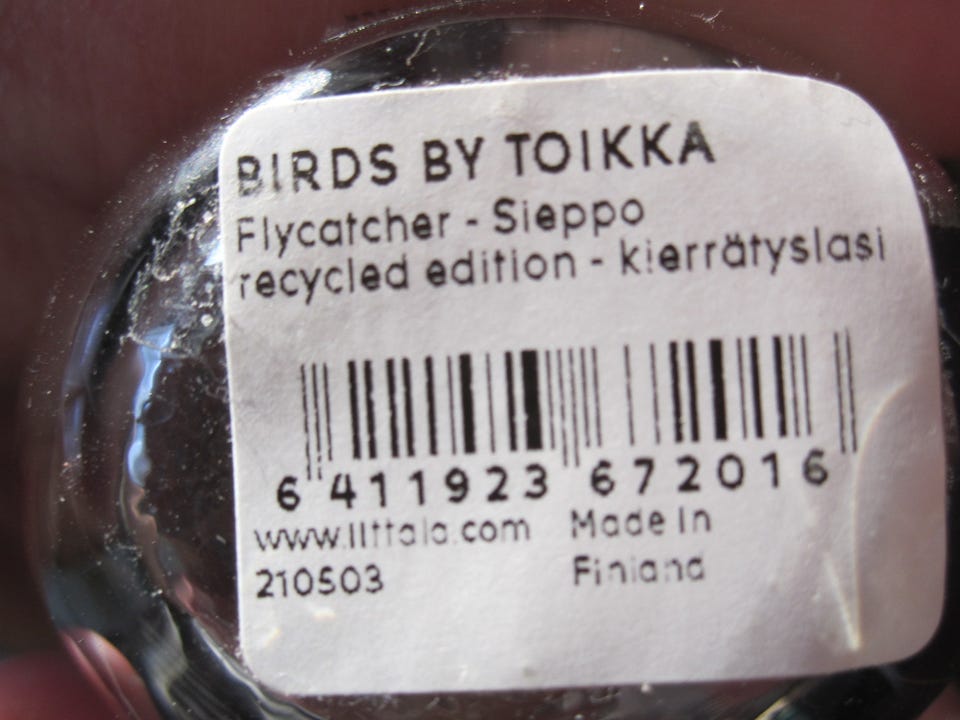 BIRDS BY TOIKKA
Flycatcher - Sieppo
recycled edition - kierrätyslasi
6 411923 672016
www.iittala.com Made in
210503 Finland